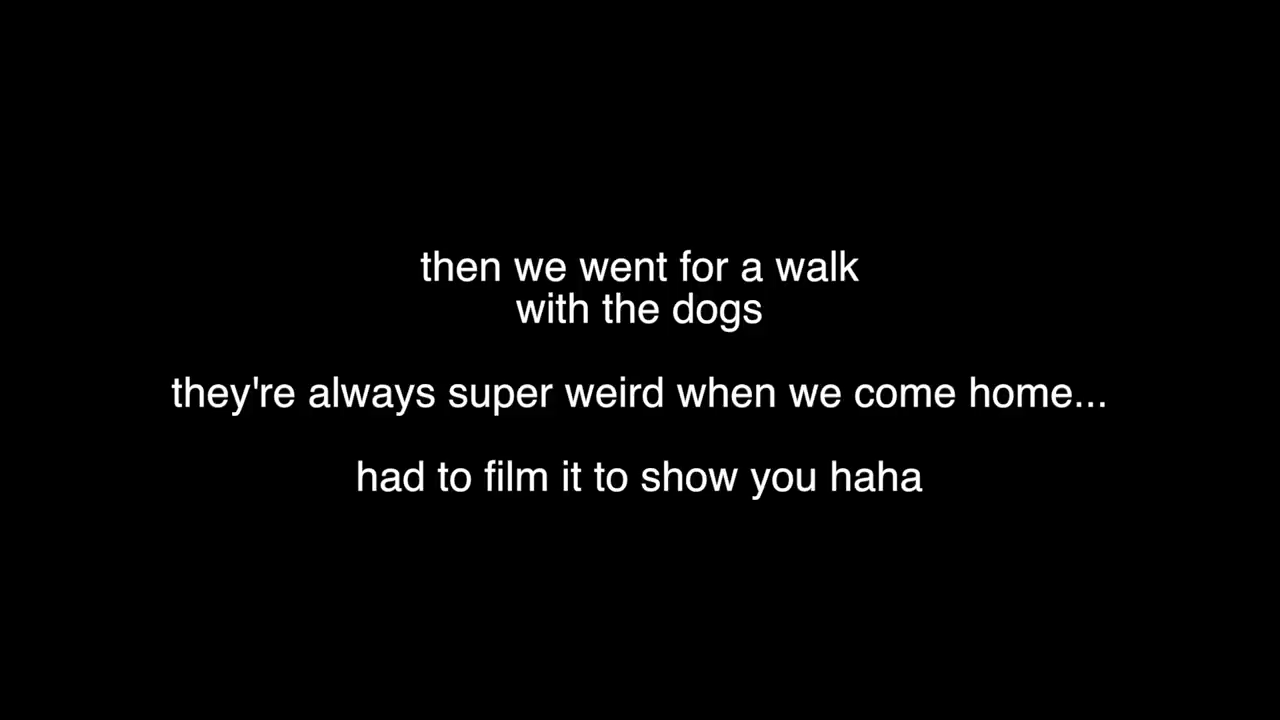 then we went for a walk
with the dogs
they're always super weird when we come home...
had to film it to show you haha